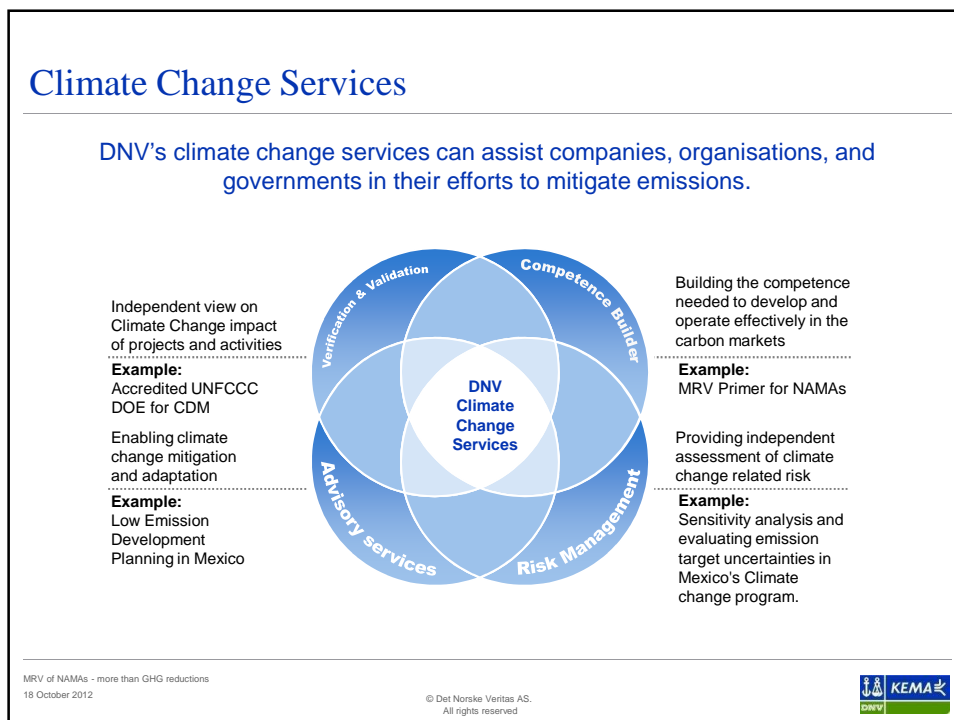 Climate Change Services
DNV's climate change services can assist companies, organisations, and
governments in their efforts to mitigate emissions.
Independent view on
Climate Change impact
of projects and activities
Example:
Accredited UNFCCC
DOE for CDM
Enabling climate
change mitigation
and adaptation
Example:
Low Emission
Development
Planning in Mexico
Verification & Validation
Competence Builder
DNV
Climate
Change
Services
Advisory services
Risk Management
Building the competence
needed to develop and
operate effectively in the
carbon markets
Example:
MRV Primer for NAMAs
Providing independent
assessment of climate
change related risk
Example:
Sensitivity analysis and
evaluating emission
target uncertainties in
Mexico's Climate
change program.
MRV of NAMAs - more than GHG reductions
18 October 2012
© Det Norske Veritas AS.
All rights reserved
KEMA
DNV